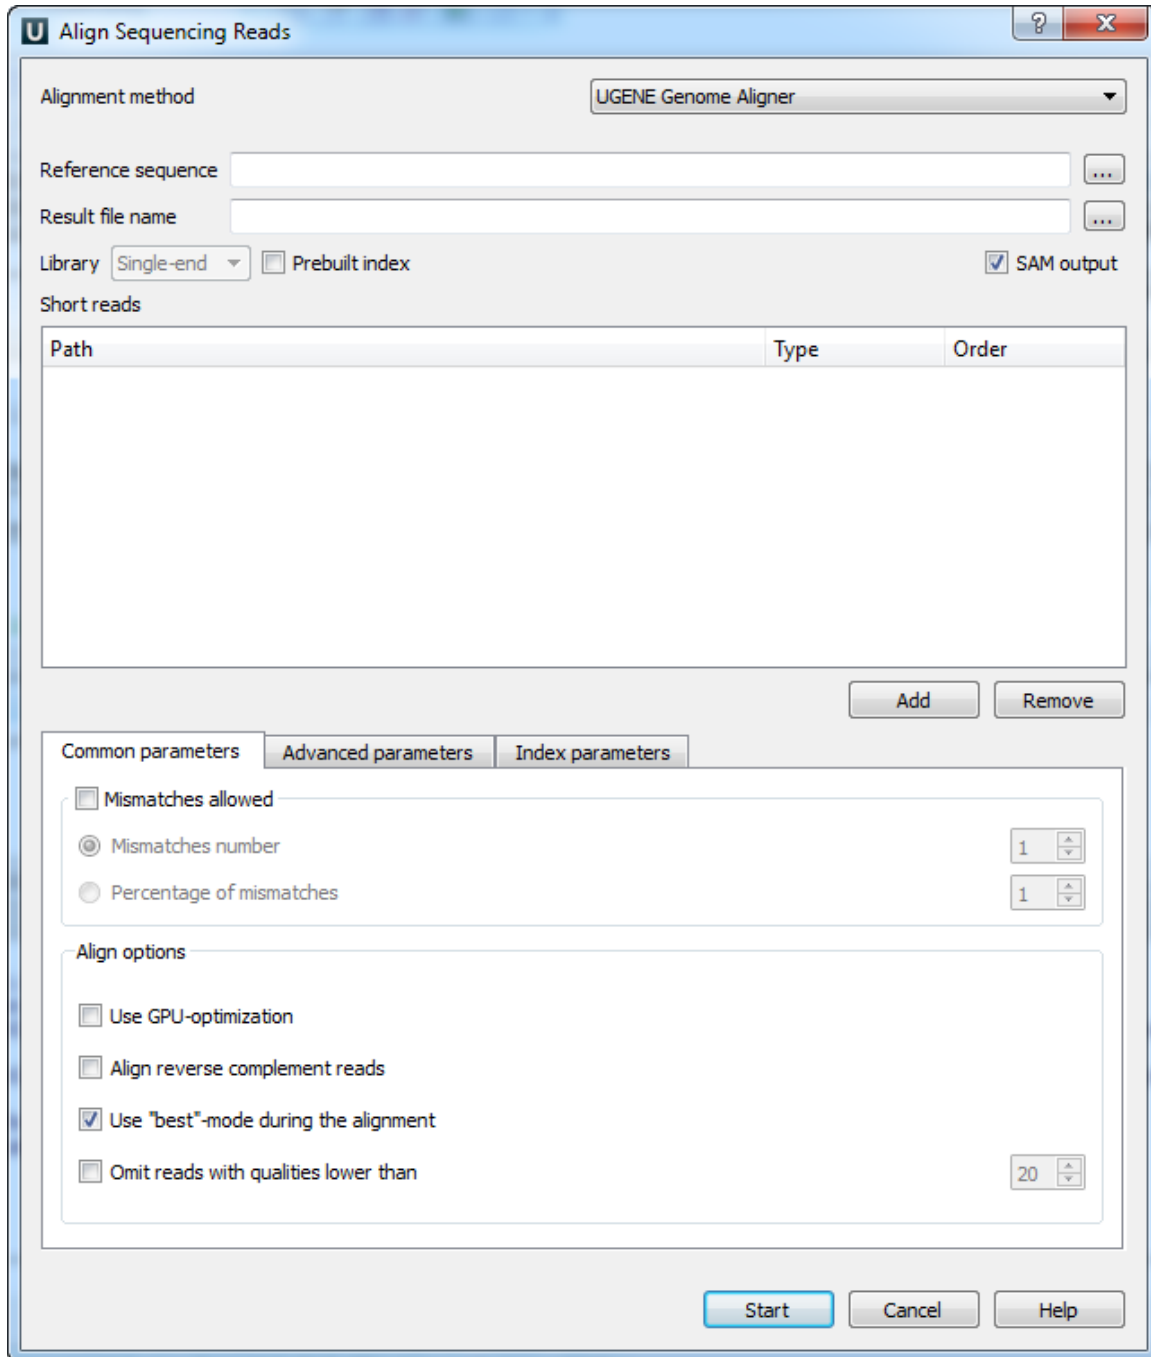 U Align Sequencing Reads ? X
Alignment method UGENE Genome Aligner
Reference sequence ...
Result file name ...
Library Single-end Prebuilt index SAM output
Short reads
Path Type Order
Add Remove
Common parameters Advanced parameters Index parameters
Mismatches allowed
Mismatches number 1
Percentage of mismatches 1
Align options
Use GPU-optimization
Align reverse complement reads
Use "best"-mode during the alignment
Omit reads with qualities lower than 20
Start Cancel Help